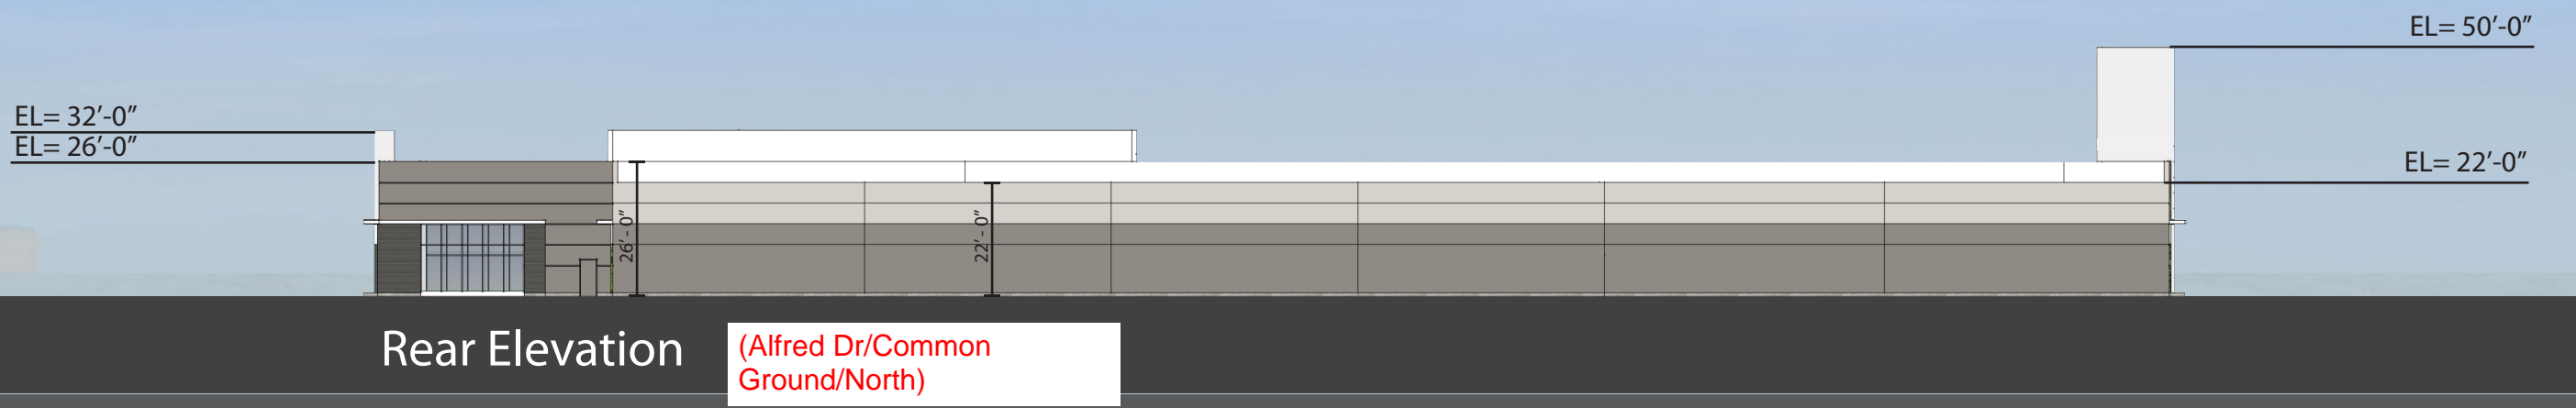 EL= 50’-0”
EL= 32’-0”
EL= 26’-0”
EL= 22’-0”
26’- 0”
22’- 0”
Rear Elevation
(Alfred Dr/Common
Ground/North)